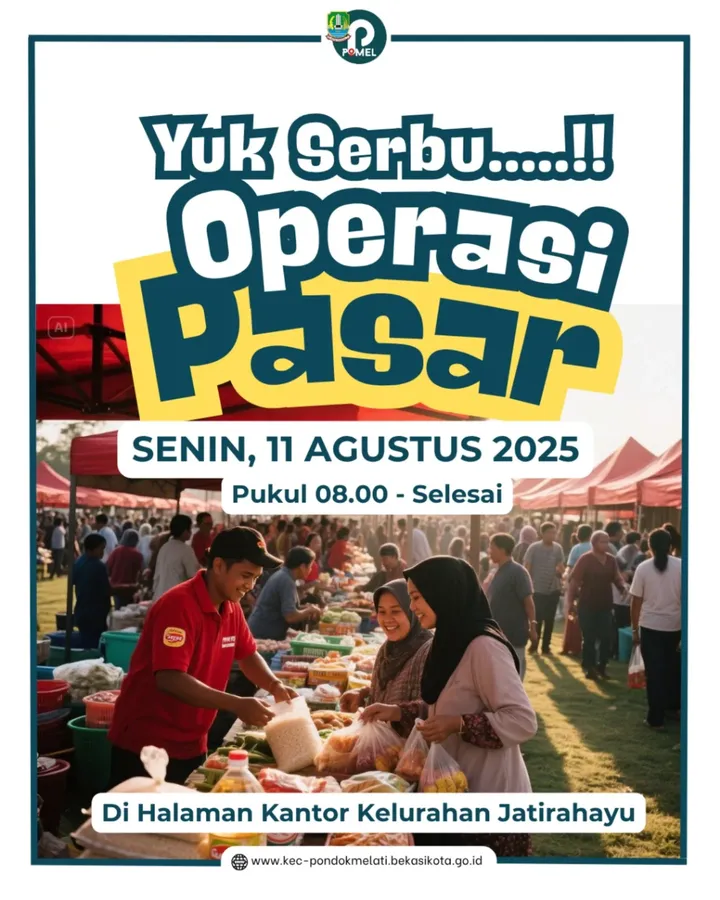 POMEL
Yuk Serbu.....!!
Operasi
Pasar
AI
SENIN, 11 AGUSTUS 2025
Pukul 08.00 - Selesai
Di Halaman Kantor Kelurahan Jatirahayu
www.kec-pondokmelati.bekasikota.go.id